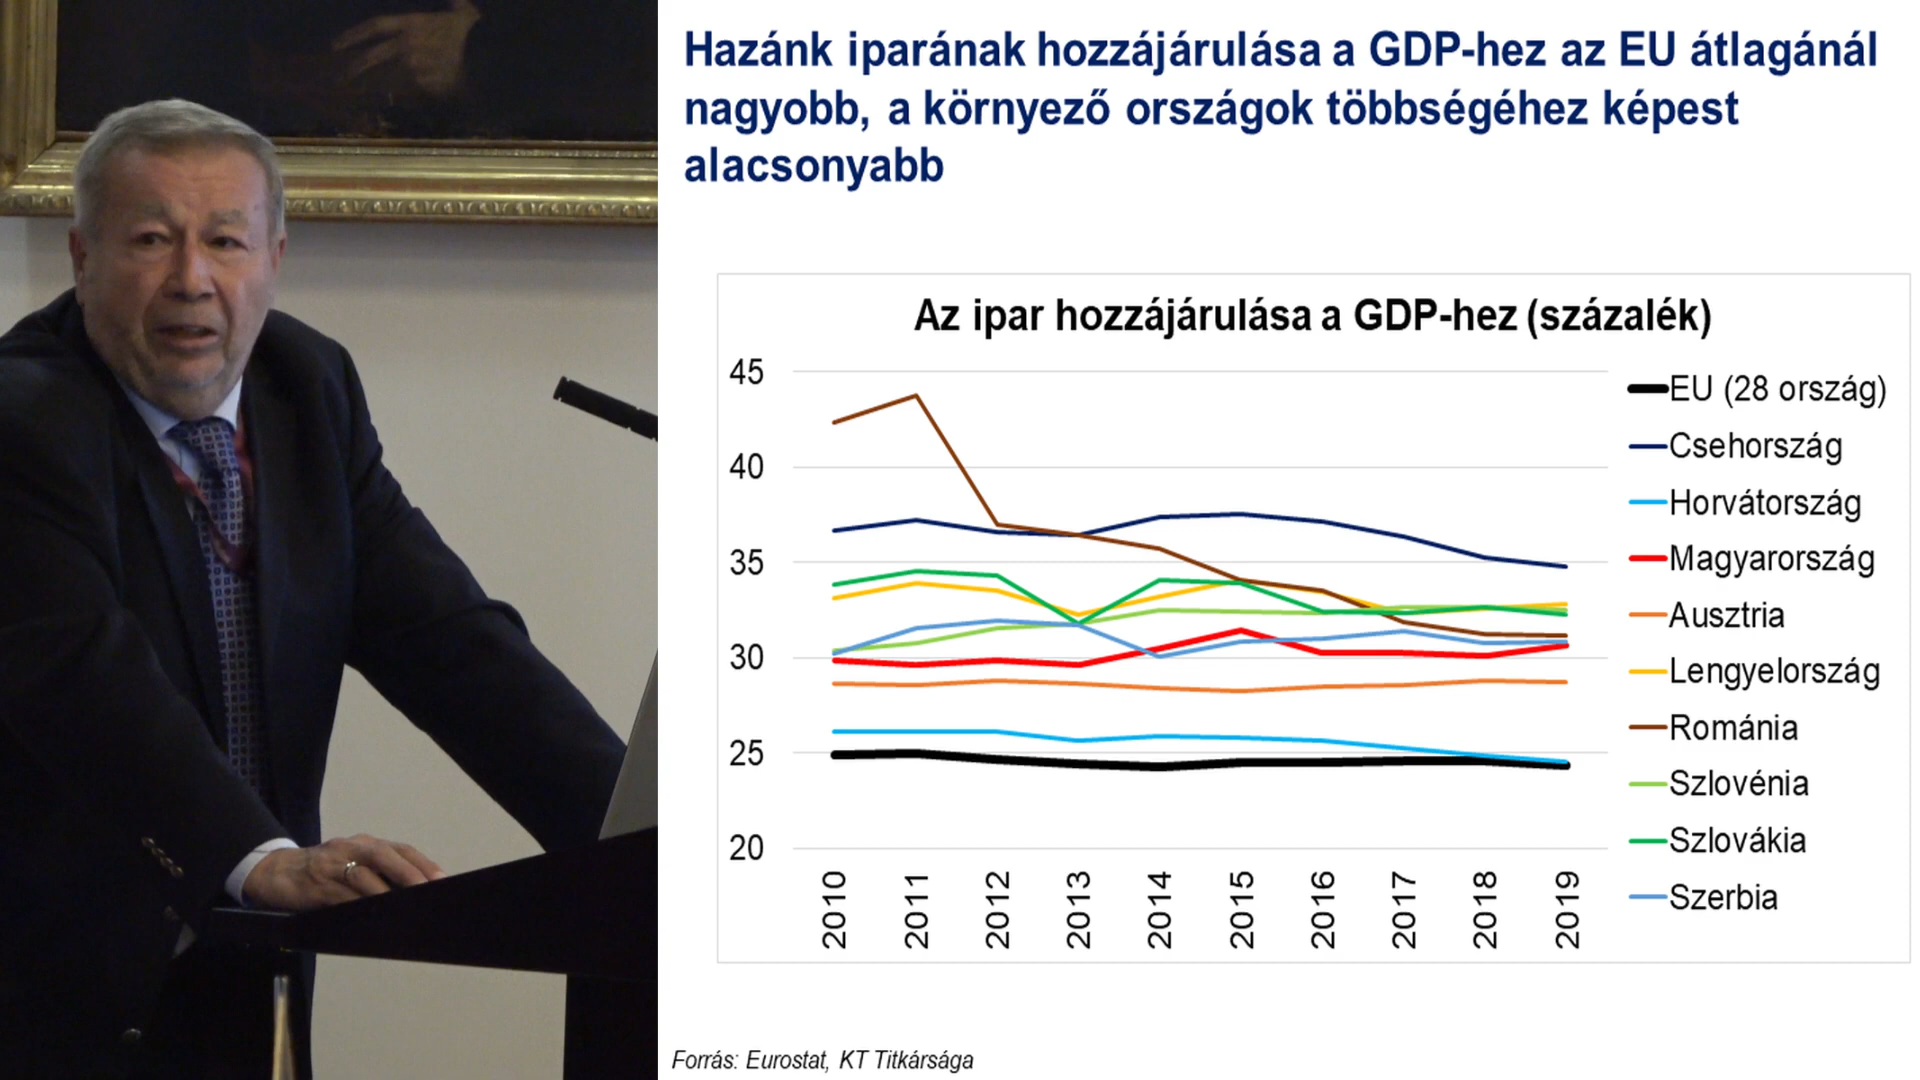 Hazánk iparának hozzájárulása a GDP-hez az EU átlagánál
nagyobb, a környező országok többségéhez képest
alacsonyabb
Az ipar hozzájárulása a GDP-hez (százalék)
45
40
35
30
25
20
2010
2011
2012
2013
2014
2015
2016
2017
2018
2019
EU (28 ország)
Csehország
Horvátország
Magyarország
Ausztria
Lengyelország
Románia
Szlovénia
Szlovákia
Szerbia
Forrás: Eurostat, KT Titkársága